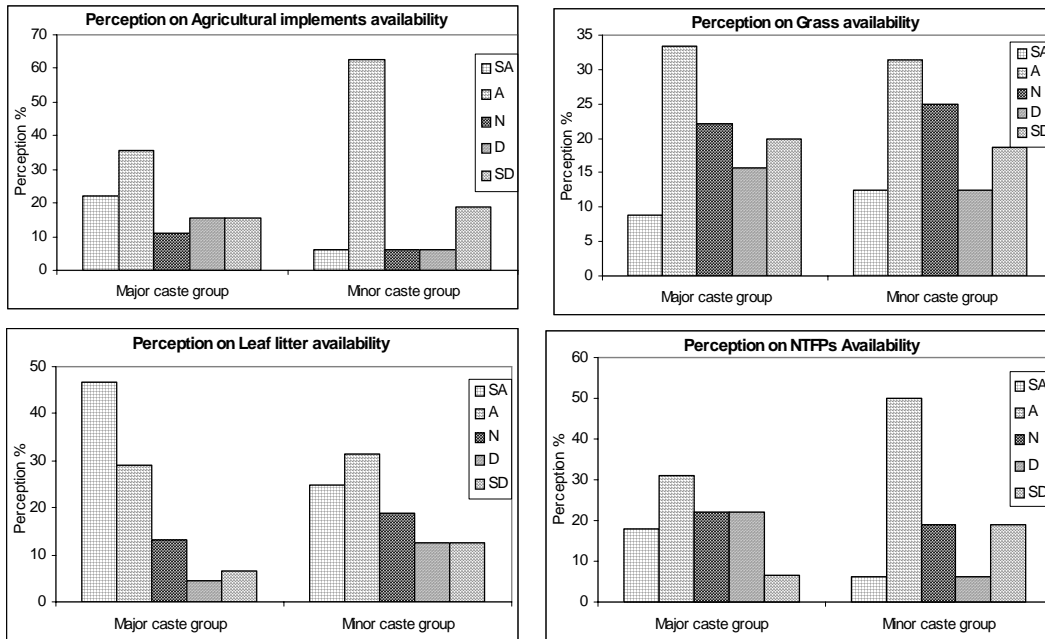 Perception on Agricultural implements availability
70
60
50
40
30
20
10
0
Perception %
Major caste group
Minor caste group
SA
A
N
D
SD
Perception on Grass availability
35
30
25
20
15
10
5
0
Perception %
Major caste group
Minor caste group
SA
A
N
D
SD
Perception on Leaf litter availability
50
40
30
20
10
0
Perception %
Major caste group
Minor caste group
SA
A
N
D
SD
Perception on NTFPs Availability
60
50
40
30
20
10
0
Perception %
Major caste group
Minor caste group
SA
A
N
D
SD